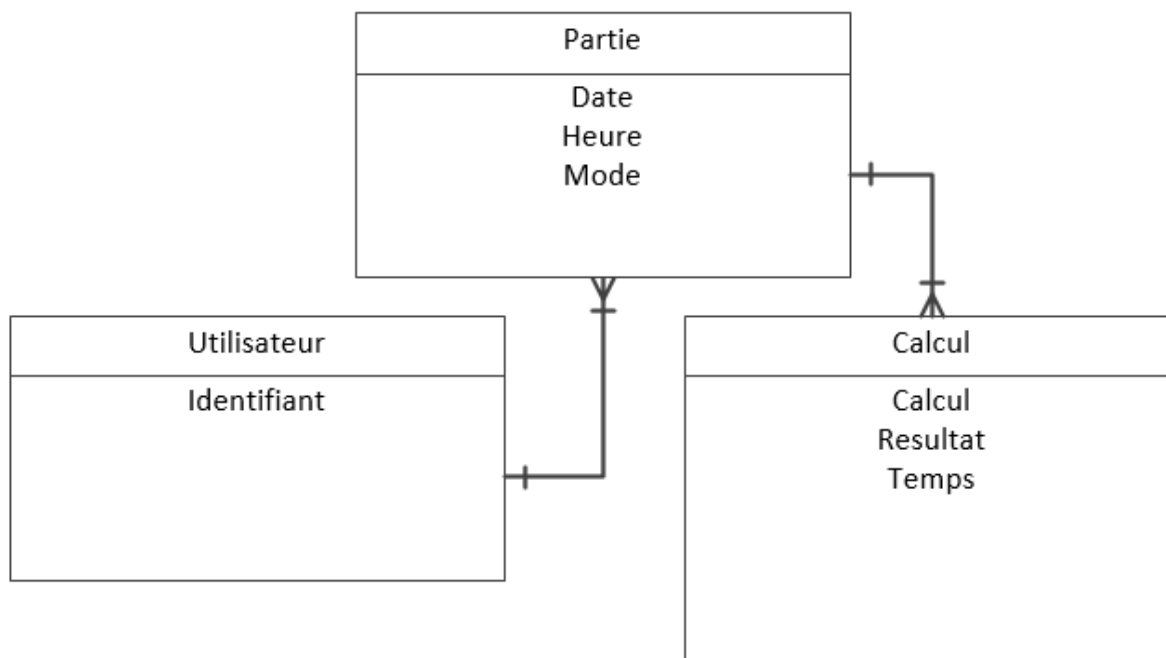 Partie
Date
Heure
Mode
Utilisateur
Identifiant
Calcul
Calcul
Resultat
Temps